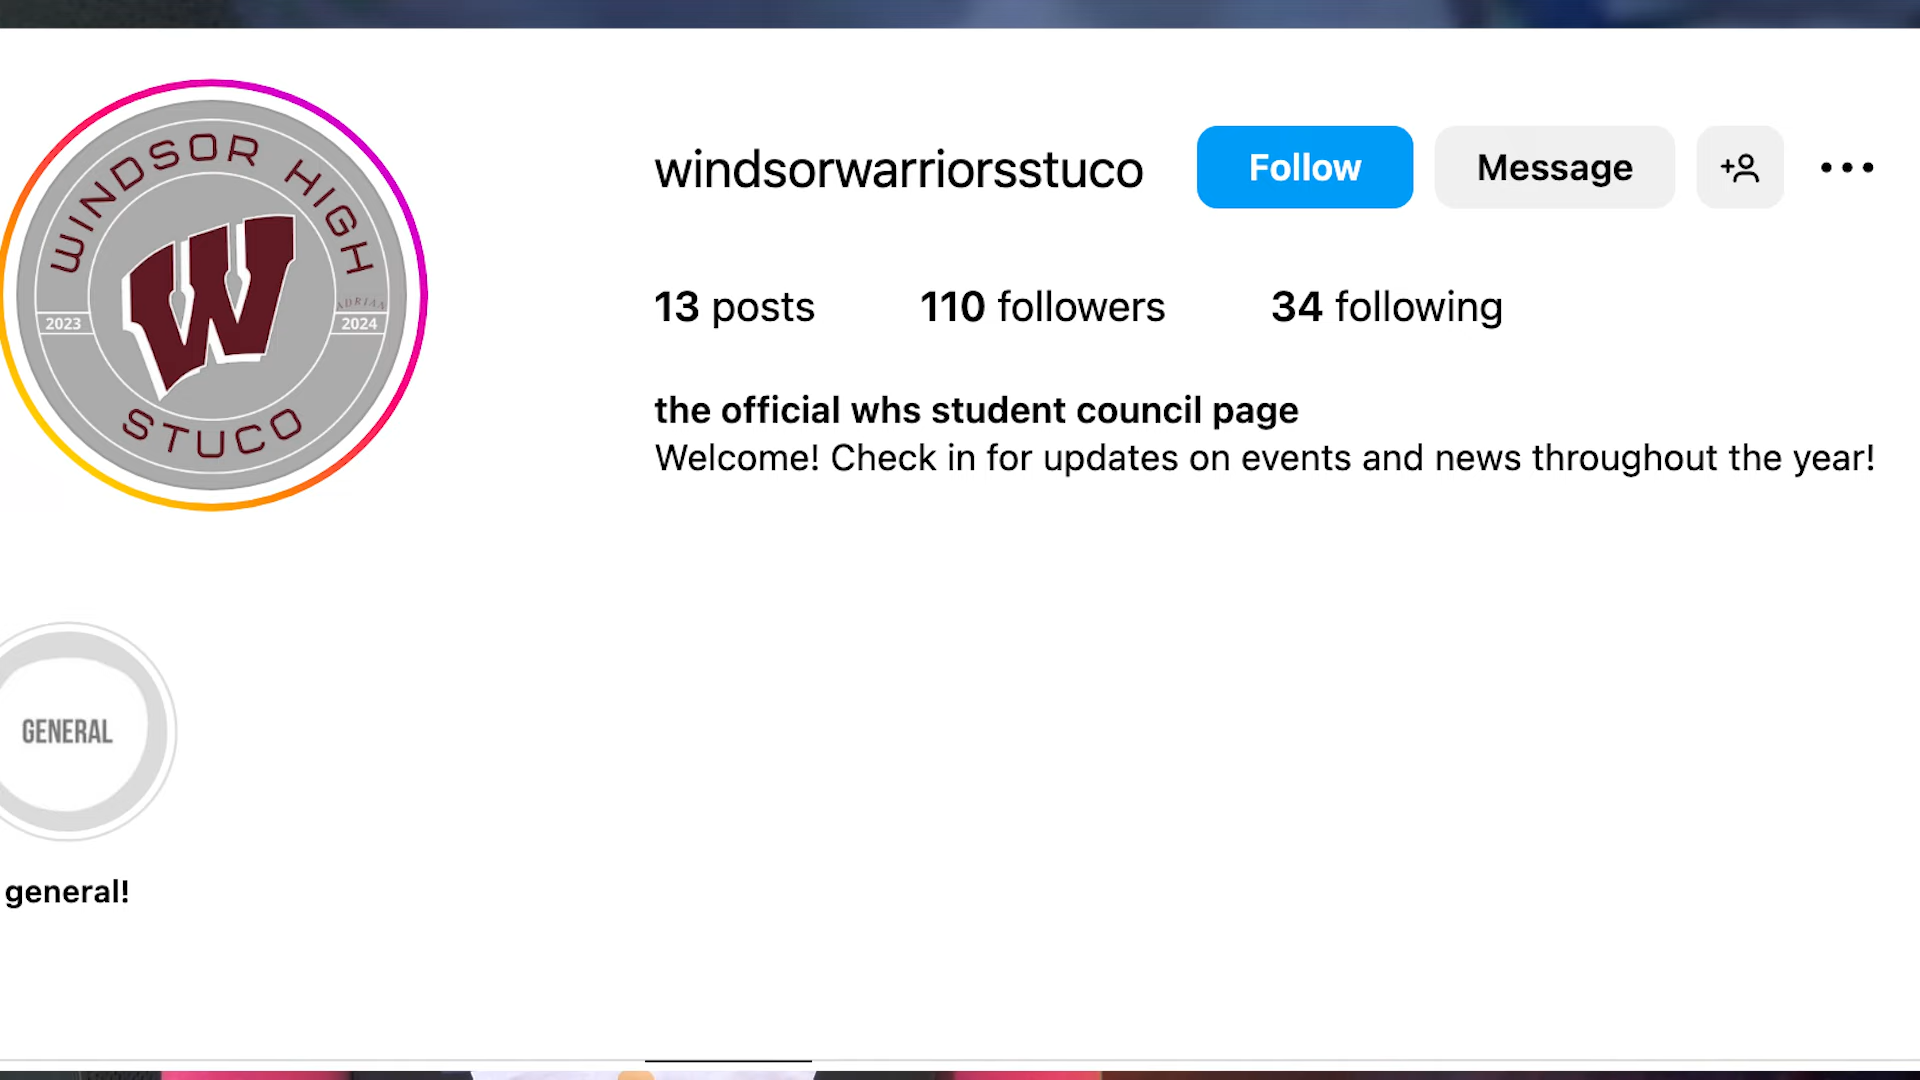 WINDSOR HIGH
ADRIAN
2023
2024
STUCO
windsorwarriorsstuco
Follow
Message
13 posts
110 followers
34 following
the official whs student council page
Welcome! Check in for updates on events and news throughout the year!
GENERAL
general!